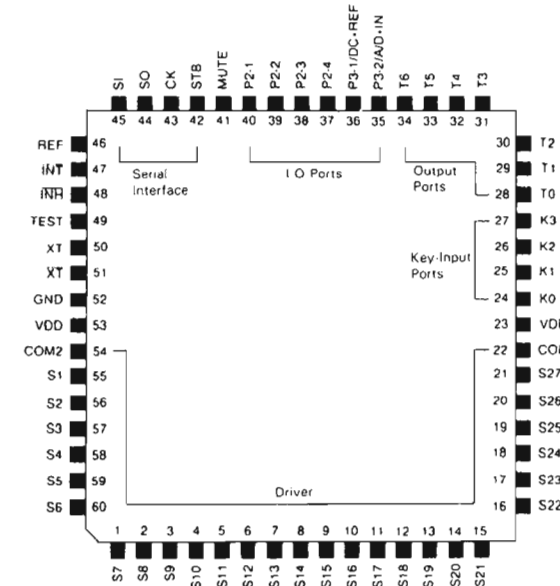 SI SO CK STB MUTE P2-1 P2-2 P2-3 P2-4 P3-1/DC-REF P3-2/A/D-IN T6 T5 T4 T3
45 44 43 42 41 40 39 38 37 36 35 34 33 32 31
REF 46 30 T2
INT 47 29 T1
INH 48 28 T0
TEST 49 27 K3
XT 50 26 K2
XT 51 25 K1
GND 52 24 K0
VDD 53 23
COM2 54 22
S1 55 21 S27
S2 56 20 S26
S3 57 19 S25
S4 58 18 S24
S5 59 17 S23
S6 60 16 S22
Serial
Interface
I O Ports
Output
Ports
Key-Input
Ports
Driver
1 2 3 4 5 6 7 8 9 10 11 12 13 14 15
S7 S8 S9 S10 S11 S12 S13 S14 S15 S16 S17 S18 S19 S20 S21